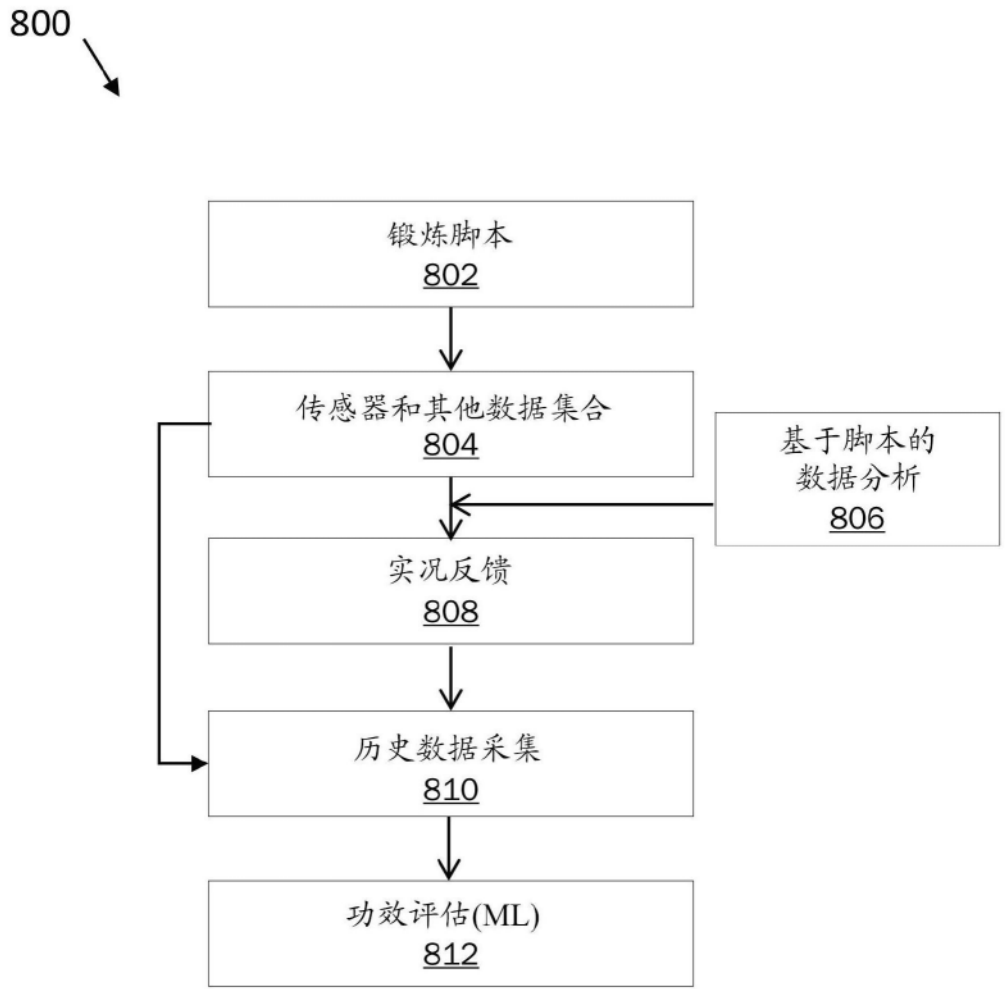 800
锻炼脚本
802
传感器和其他数据集合
804
基于脚本的
数据分析
806
实况反馈
808
历史数据采集
810
功效评估(ML)
812